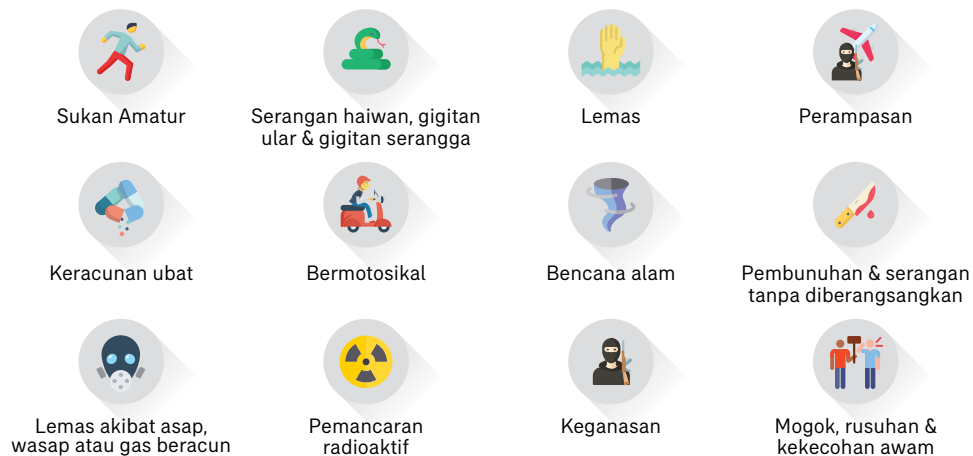 Sukan Amatur
Serangan haiwan, gigitan
ular & gigitan serangga
Lemas
Perampasan
Keracunan ubat
Bermotosikal
Bencana alam
Pembunuhan & serangan
tanpa diberangsangkan
Lemas akibat asap,
wasap atau gas beracun
Pemancaran
radioaktif
Keganasan
Mogok, rusuhan &
kekecohan awam